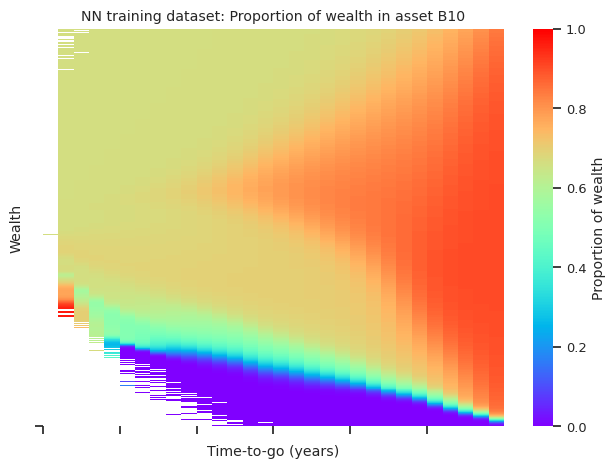 NN training dataset: Proportion of wealth in asset B10
Wealth
Time-to-go (years)
1.0
0.8
0.6
0.4
0.2
0.0
Proportion of wealth